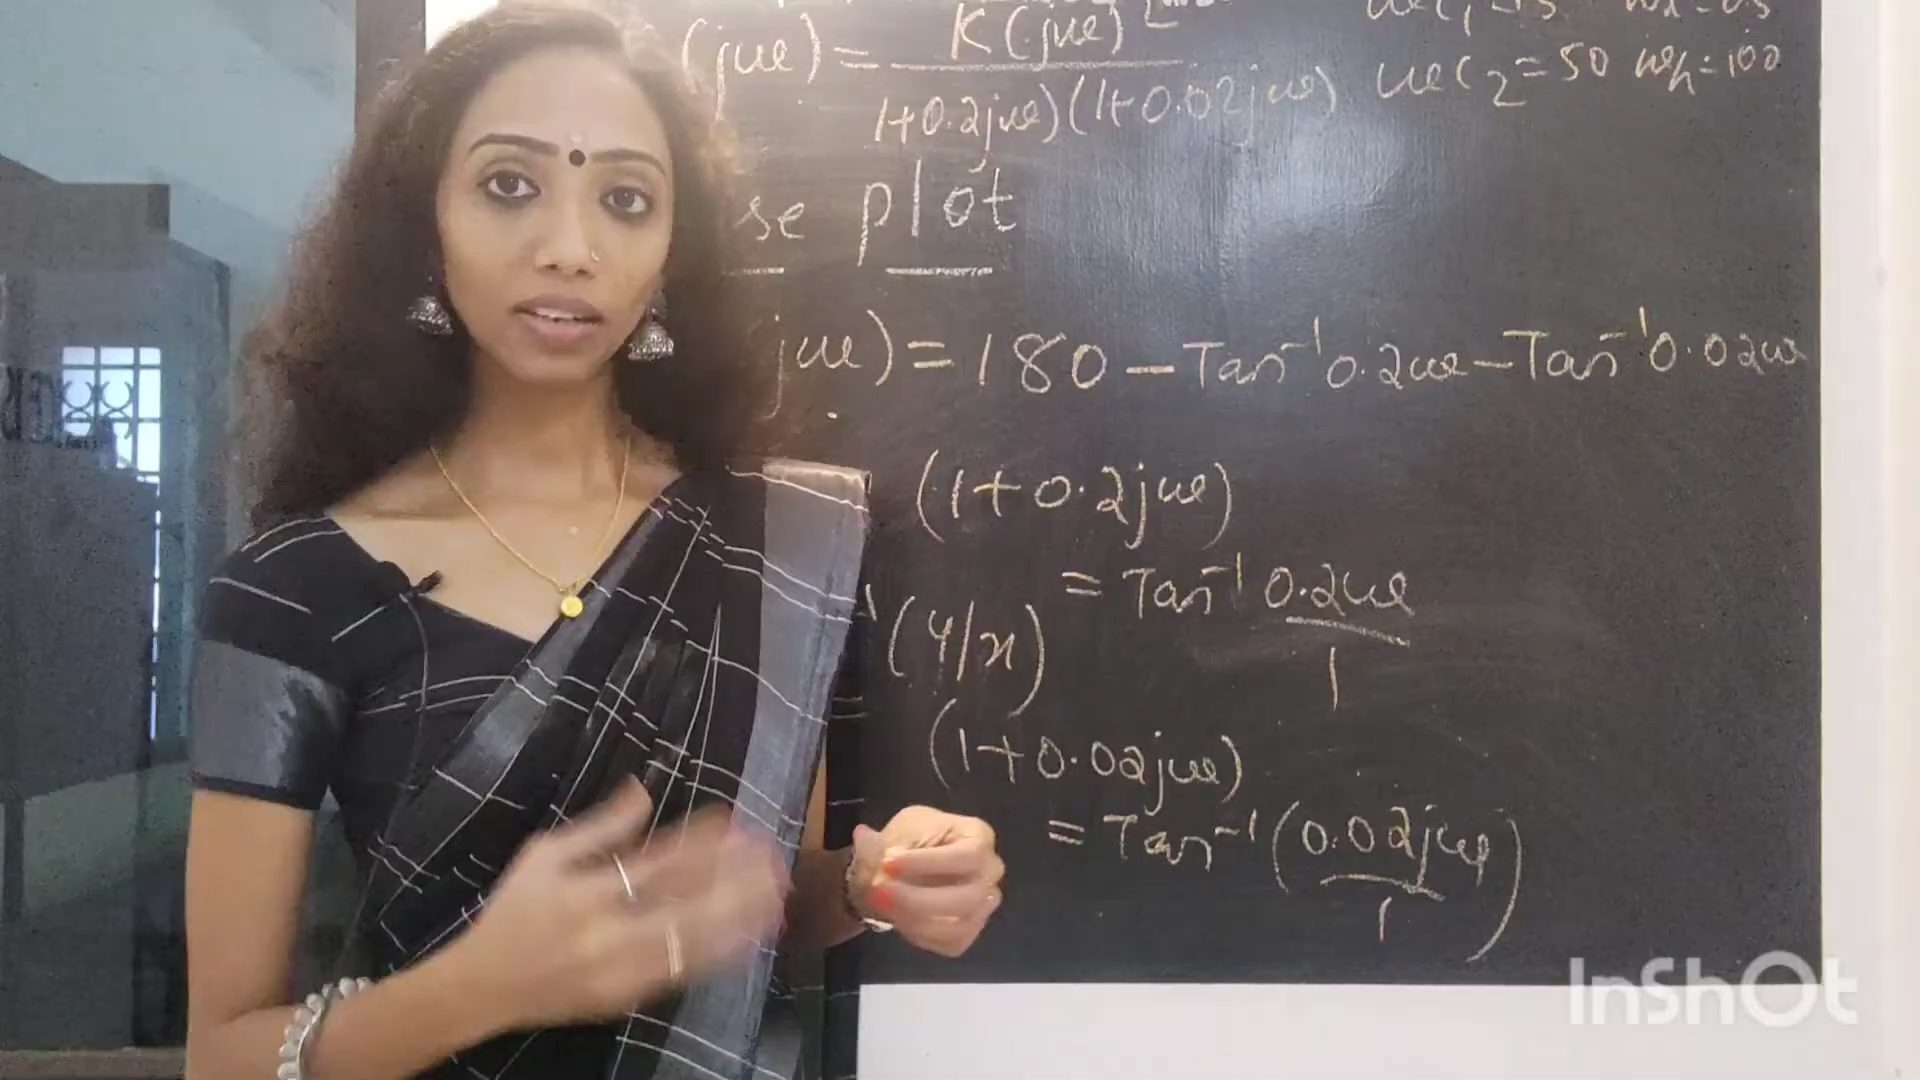 (jω) = K(jω)²
1+0.2jω)(1+0.02jω)
ωc₂=50 ωh=100
se plot
jω) = 180 - Tan⁻¹0.2ω - Tan⁻¹0.02ω
(1+0.2jω)
= Tan⁻¹ 0.2ω
1
(y/x)
(1+0.02jω)
= Tan⁻¹(0.02jω)
1
InShOt